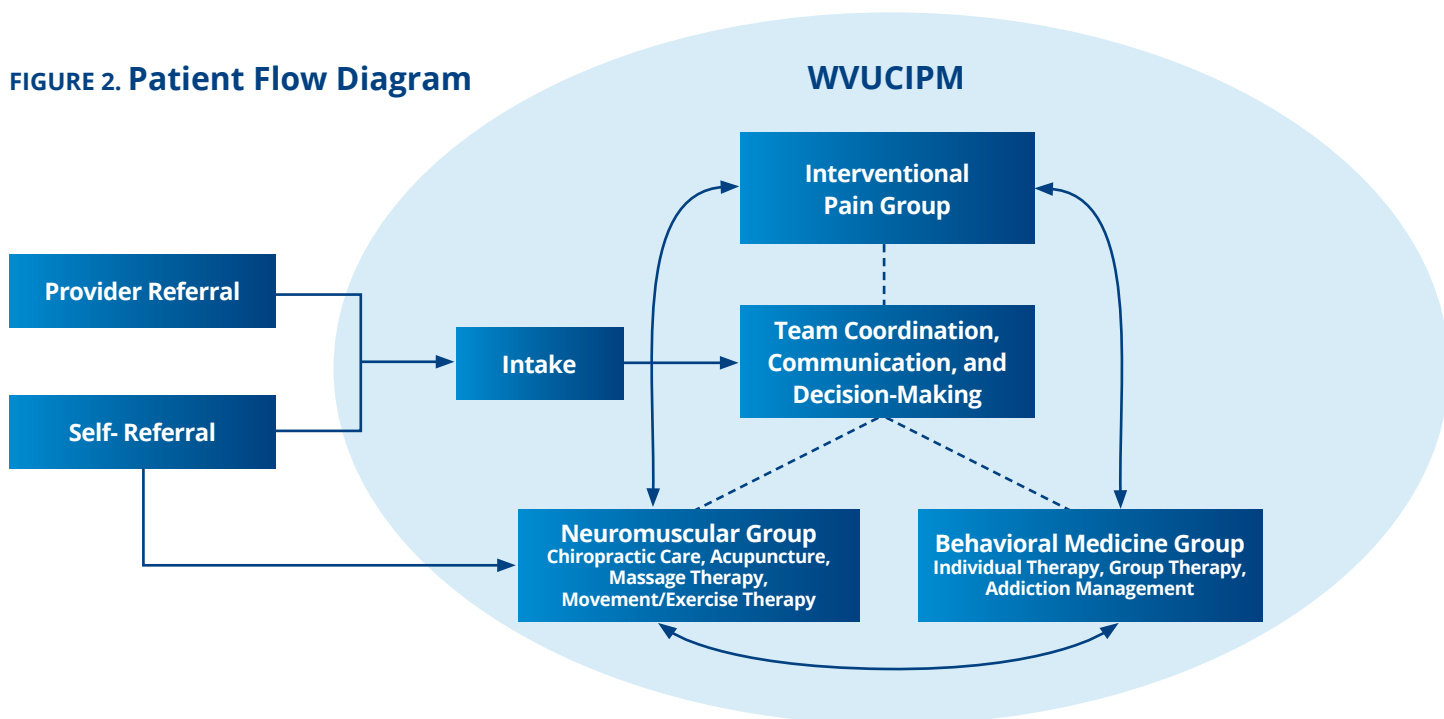 FIGURE 2. Patient Flow Diagram
WVUCIPM
Interventional
Pain Group
Provider Referral
Self- Referral
Intake
Team Coordination,
Communication, and
Decision-Making
Neuromuscular Group
Chiropractic Care, Acupuncture,
Massage Therapy,
Movement/Exercise Therapy
Behavioral Medicine Group
Individual Therapy, Group Therapy,
Addiction Management